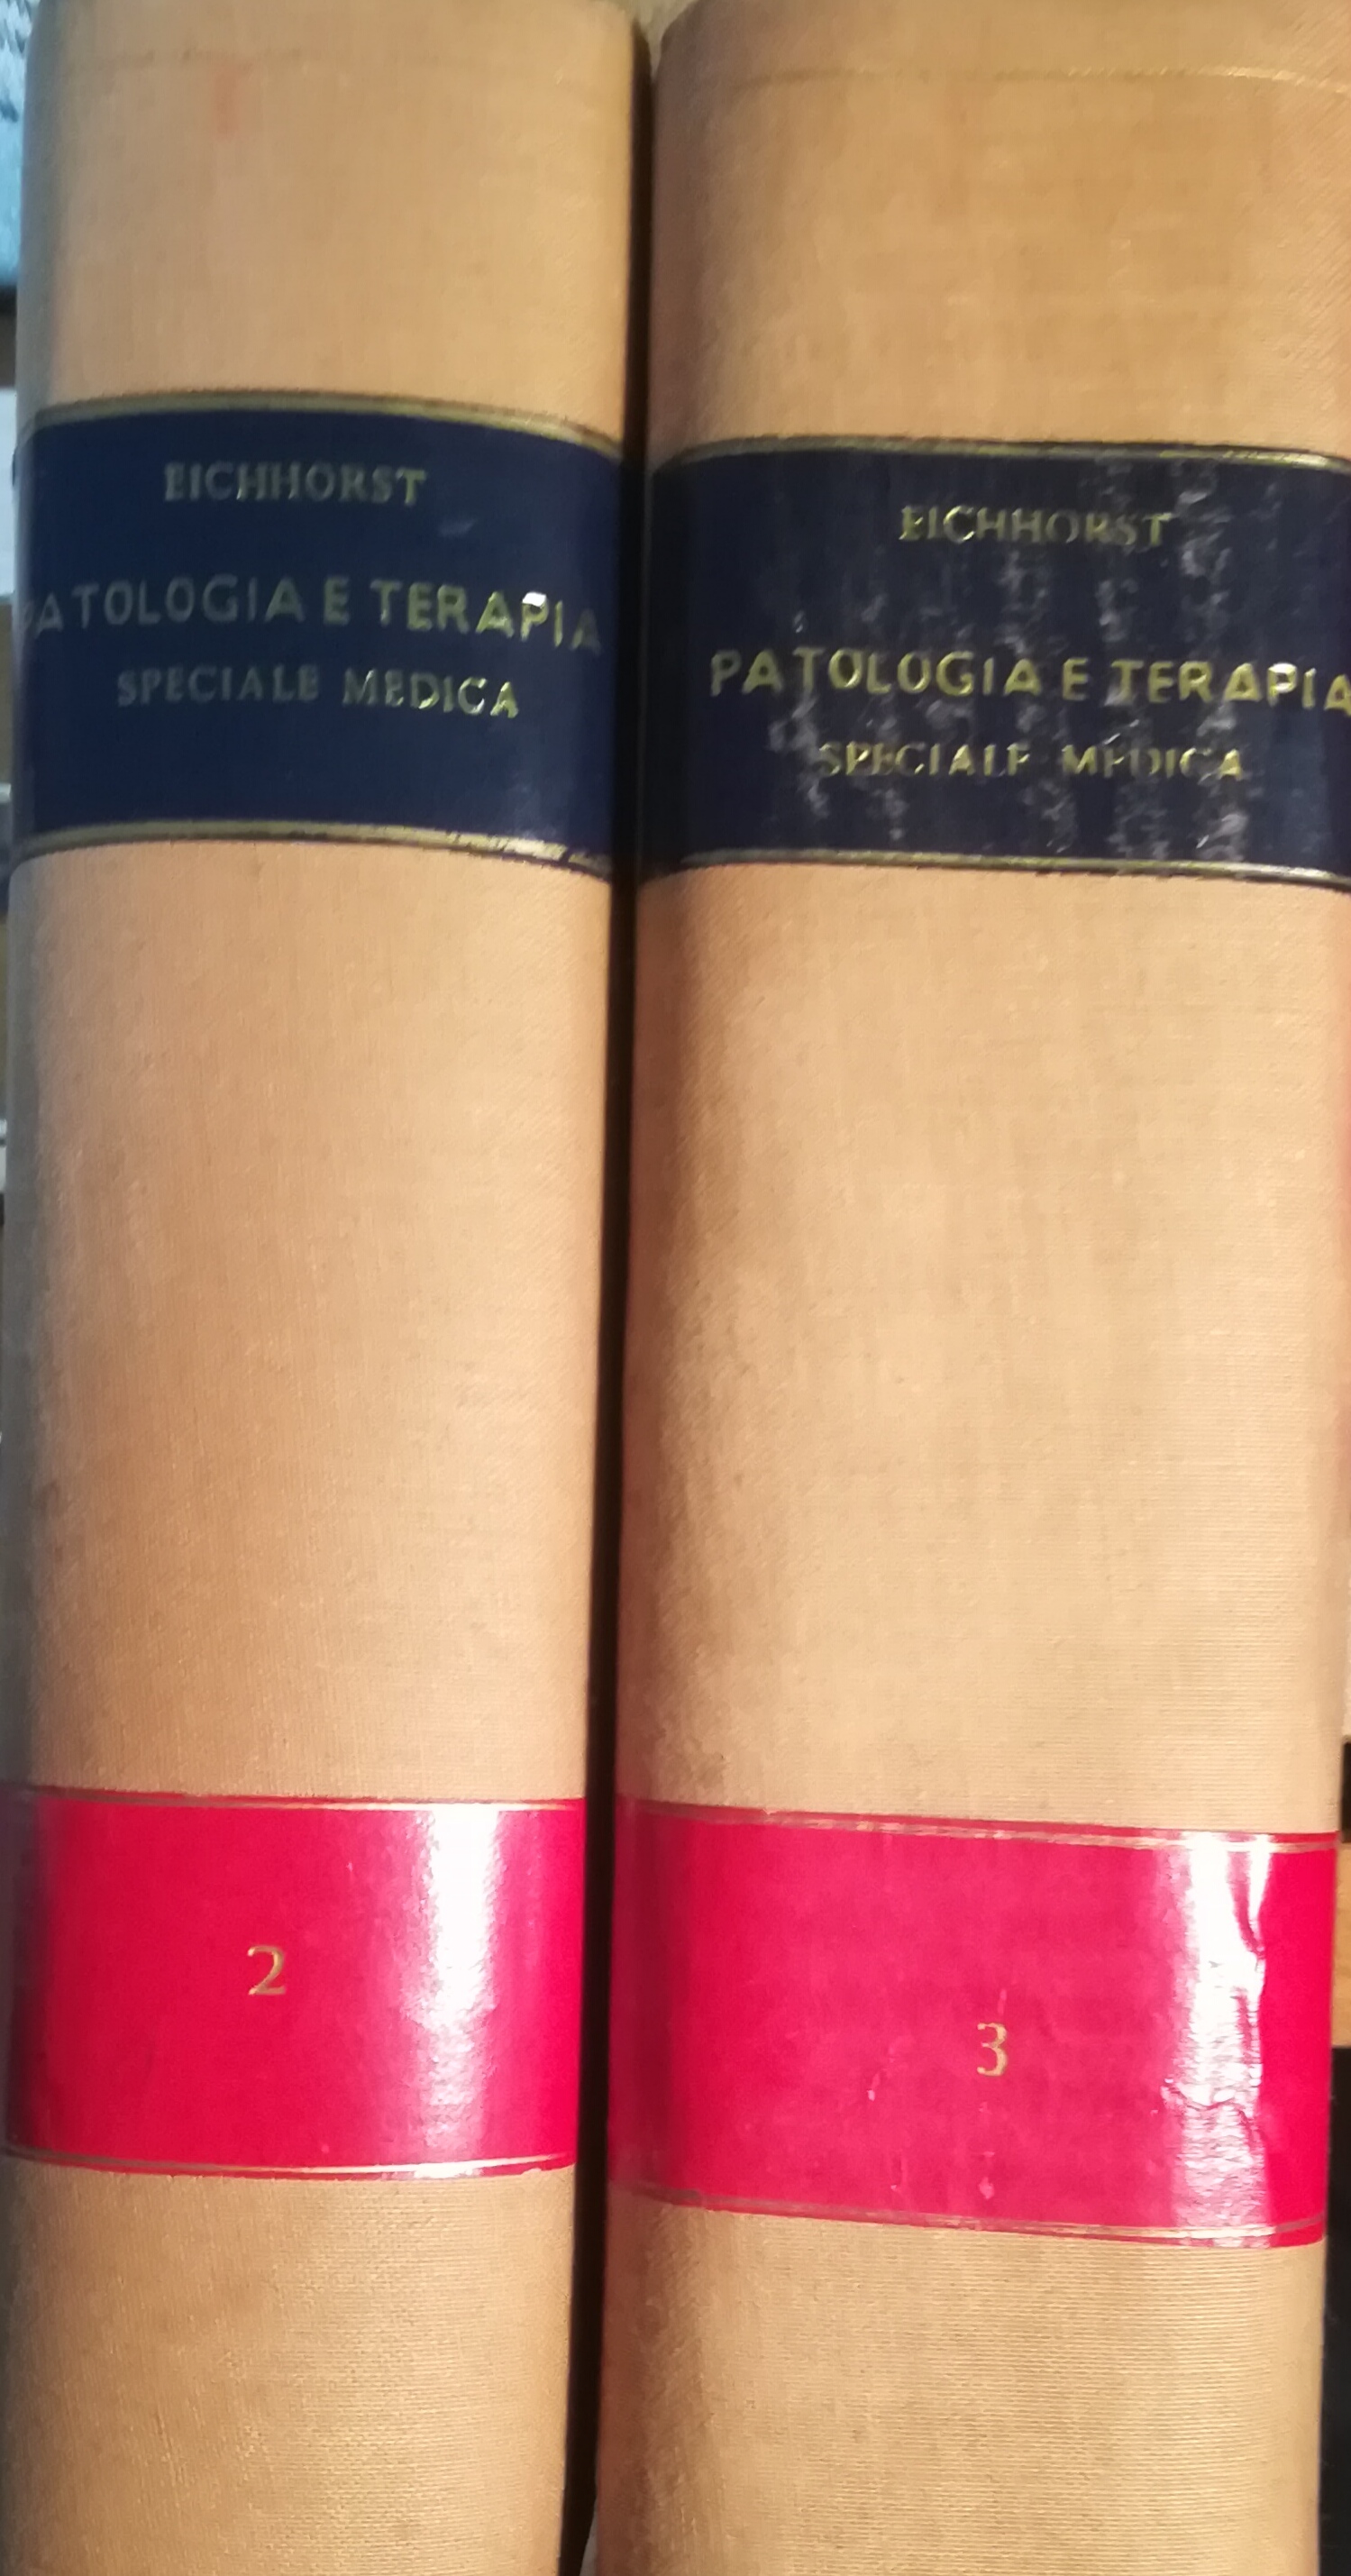 EICHHORST
PATOLOGIA E TERAPIA
SPECIALE MEDICA
2
EICHHORST
PATOLOGIA E TERAPIA
SPECIALE MEDICA
3